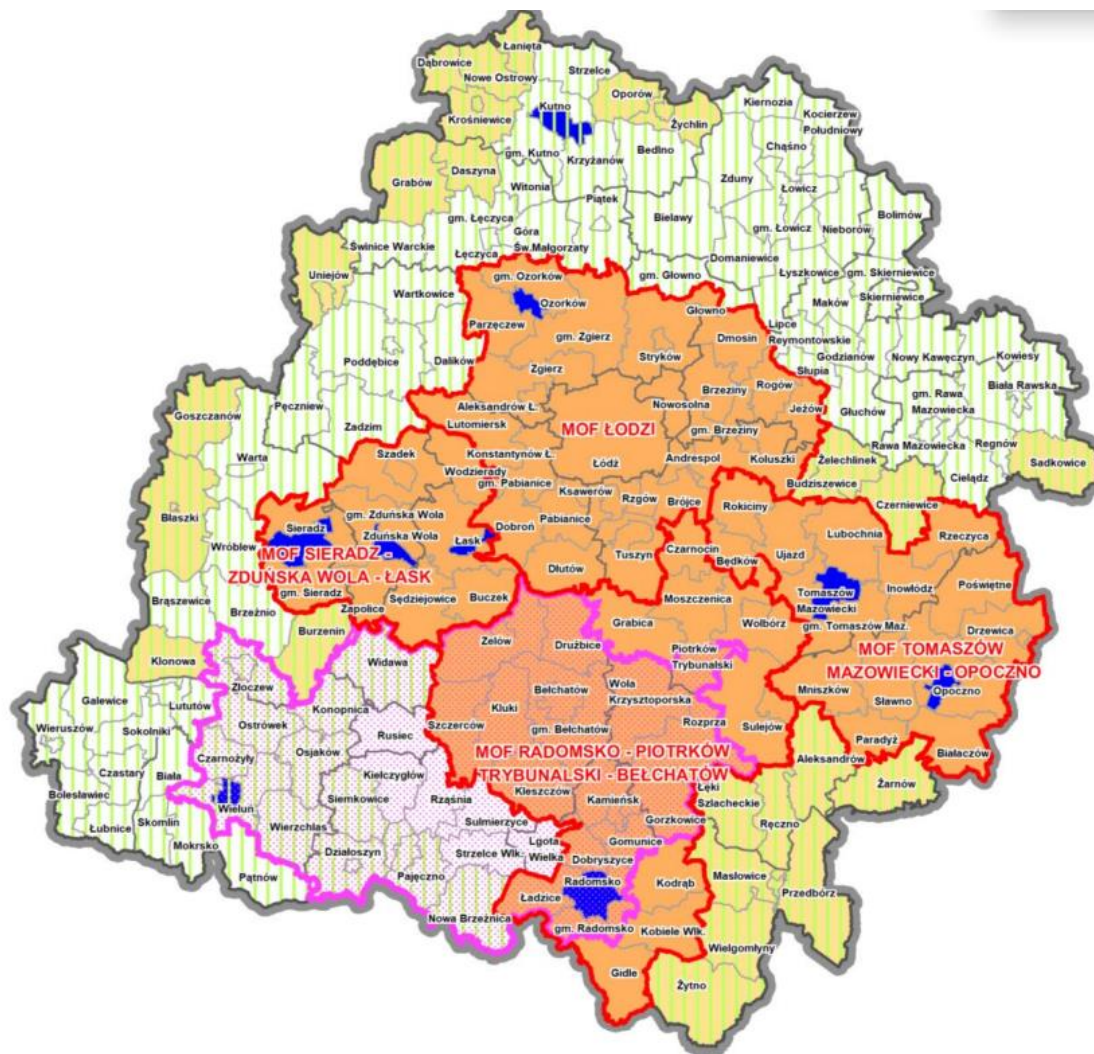 Łanięta
Dąbrowice
Nowe Ostrowy
Strzelce
Oporów
Kutno
Krośniewice
Żychlin
Kiernozia
Kocierzew
Południowy
gm. Kutno
Krzyżanów
Bedlno
Chąśno
Daszyna
Grabów
Zduny
Łowicz
Witonia
Piątek
Bielawy
Bolimów
gm. Łęczyca
Góra
Św.Małgorzaty
gm. Łowicz
Nieborów
Świnice Warckie
Łęczyca
Domaniewice
Uniejów
gm. Ozorków
gm. Głowno
Łyszkowice
gm. Skierniewice
Wartkowice
Ozorków
Maków
Skierniewice
Głowno
Parzęczew
gm. Zgierz
Dmosin
Lipce
Reymontowskie
Stryków
Godzianów
Nowy Kawęczyn
Kowiesy
Poddębice
Dalików
Zgierz
Słupia
Biała Rawska
Brzeziny
Rogów
gm. Rawa
Mazowiecka
Goszczanów
Pęczniew
Aleksandrów Ł.
Nowosolna
Jeżów
Głuchów
Zadzim
Lutomiersk
MOF ŁODZI
gm. Brzeziny
Rawa Mazowiecka
Regnów
Szadek
Konstantynów Ł.
Łódź
Andrespol
Koluszki
Żelechlinek
Sadkowice
Warta
Wodzierady
gm. Pabianice
Cielądz
Budziszewice
Ksawerów
Rzgów
Brójce
Rokiciny
Czerniewice
Błaszki
gm. Zduńska Wola
Sieradz
Zduńska Wola
Łask
Dobroń
Pabianice
Lubochnia
Rzeczyca
Wróblew
MOF SIERADZ -
ZDUŃSKA WOLA - ŁASK
Tuszyn
Czarnocin
Będków
Ujazd
Dłutów
Inowłódz
Poświętne
gm. Sieradz
Sędziejowice
Buczek
Moszczenica
Tomaszów
Mazowiecki
Brąszewice
Brzeźnio
Zapolice
Grabica
Wolbórz
gm. Tomaszów Maz.
Drzewica
Burzenin
Zelów
Drużbice
Piotrków
Trybunalski
MOF TOMASZÓW
MAZOWIECKI - OPOCZNO
Klonowa
Widawa
Złoczew
Bełchatów
Wola
Krzysztoporska
Mniszków
Opoczno
Galewice
Lututów
Konopnica
Kluki
Sławno
Wieruszów
Ostrówek
Szczerców
gm. Bełchatów
Rozprza
Sulejów
Sokolniki
Rusiec
Paradyż
Osjaków
MOF RADOMSKO - PIOTRKÓW
TRYBUNALSKI - BEŁCHATÓW
Białaczów
Czarnożyły
Aleksandrów
Czastary
Biała
Kiełczygłów
Bolesławiec
Kleszczów
Łęki
Szlacheckie
Żarnów
Wieluń
Siemkowice
Rząśnia
Kamieńsk
Skomlin
Sulmierzyce
Gorzkowice
Ręczno
Łubnice
Wierzchlas
Lgota
Wielka
Gomunice
Mokrsko
Działoszyn
Strzelce Wlk.
Dobryszyce
Masłowice
Pajęczno
Radomsko
Kodrąb
Przedbórz
Pątnów
Ładzice
Nowa Brzeźnica
gm. Radomsko
Kobiele Wlk.
Wielgomłyny
Gidle
Żytno